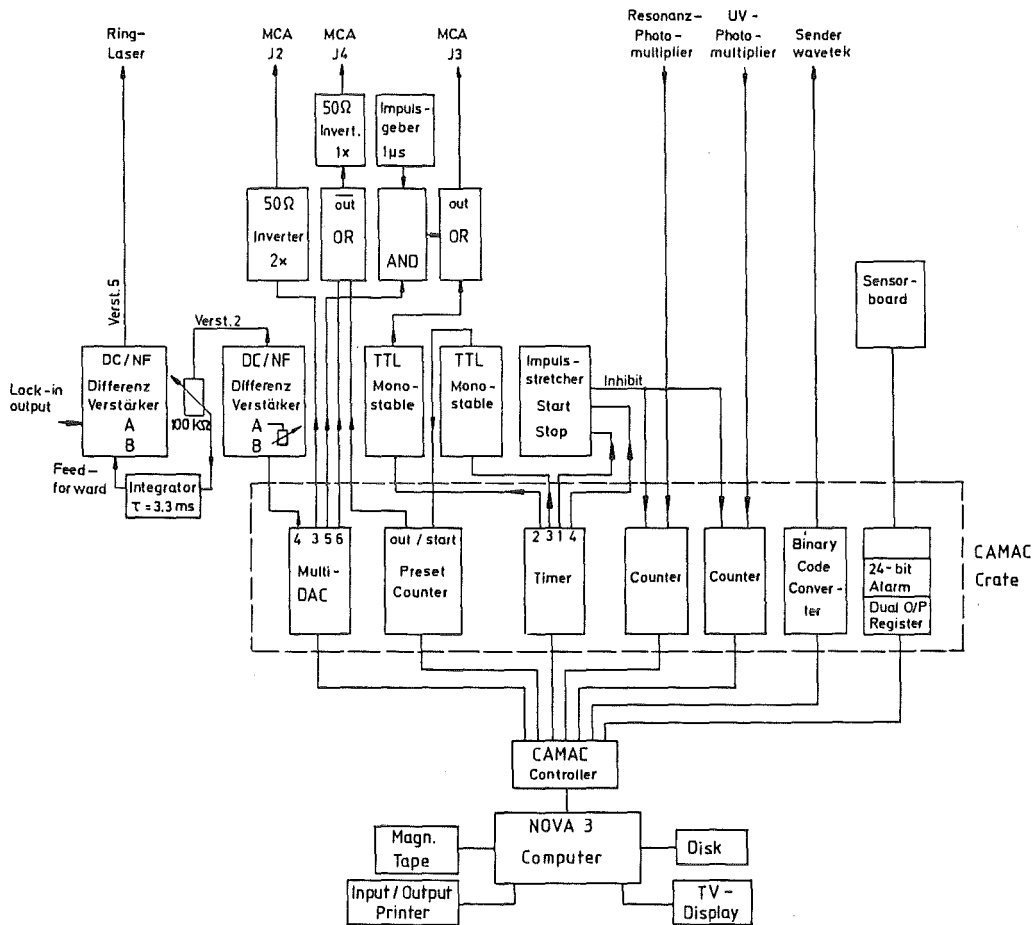 Ring-
Laser
MCA
J2
MCA
J4
MCA
J3
Resonanz-
Photo-
multiplier
UV-
Photo-
multiplier
Sender
wavetek
50Ω
Invert.
1x
Impuls-
geber
1µs
50Ω
Inverter
2x
out
OR
AND
out
OR
Sensor-
board
Verst.5
Verst.2
DC/NF
Differenz
Verstärker
A
B
Lock-in
output
100 kΩ
DC/NF
Differenz
Verstärker
A
B
TTL
Mono-
stable
TTL
Mono-
stable
Impuls-
stretcher
Start
Stop
Inhibit
Feed-
forward
Integrator
τ = 3.3 ms
4 3 5 6
Multi-
DAC
out / start
Preset
Counter
2 3 1 4
Timer
Counter
Counter
Binary
Code
Conver-
ter
24-bit
Alarm
Dual O/P
Register
CAMAC
Crate
CAMAC
Controller
NOVA 3
Computer
Magn.
Tape
Disk
Input / Output
Printer
TV-
Display